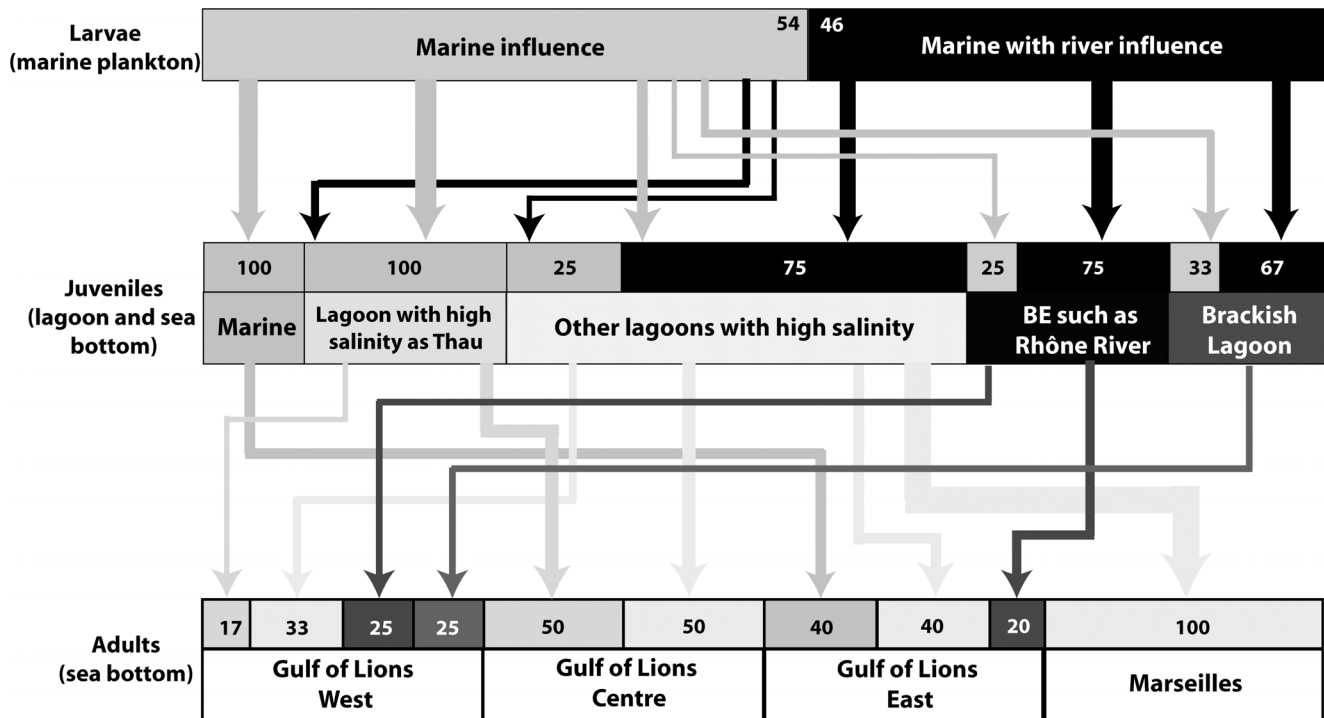 Larvae
(marine plankton)
Marine influence
54
46
Marine with river influence
100
100
25
75
25
75
33
67
Juveniles
(lagoon and sea
bottom)
Marine
Lagoon with high
salinity as Thau
Other lagoons with high salinity
BE such as
Rhône River
Brackish
Lagoon
Adults
(sea bottom)
17
33
25
25
50
50
40
40
20
100
Gulf of Lions
West
Gulf of Lions
Centre
Gulf of Lions
East
Marseilles